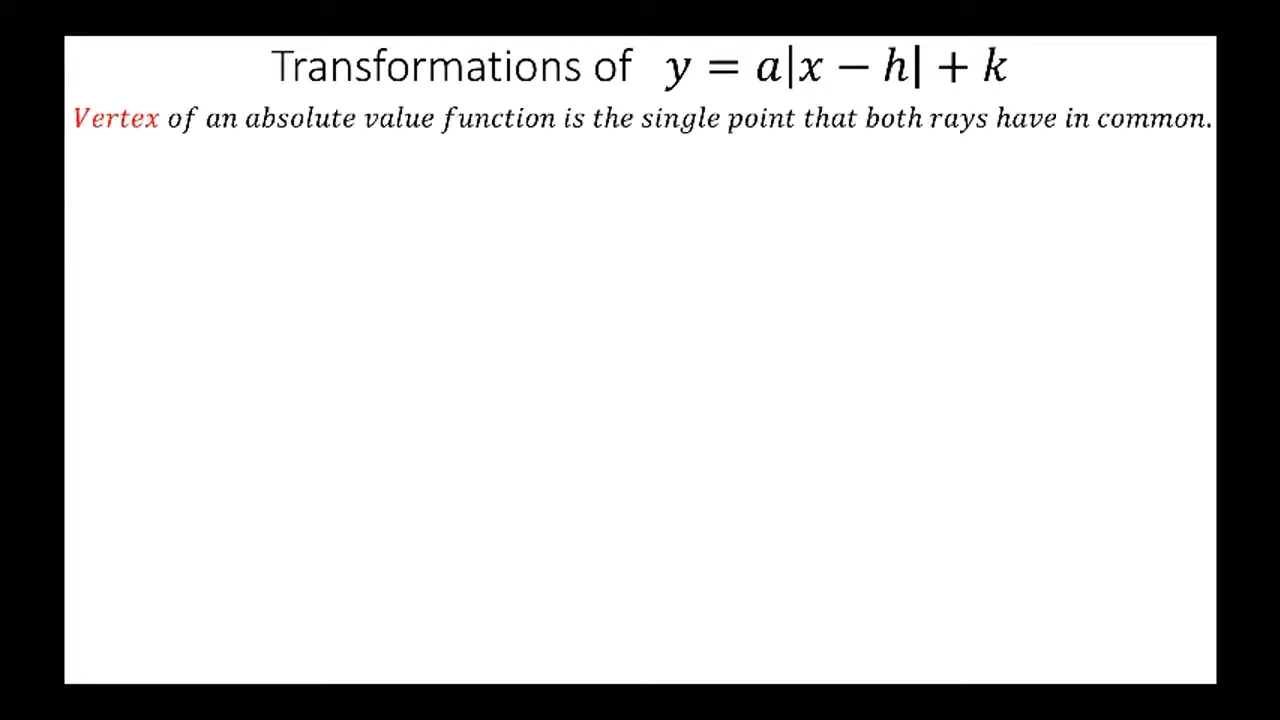 Transformations of y = a|x − h| + k
Vertex of an absolute value function is the single point that both rays have in common.